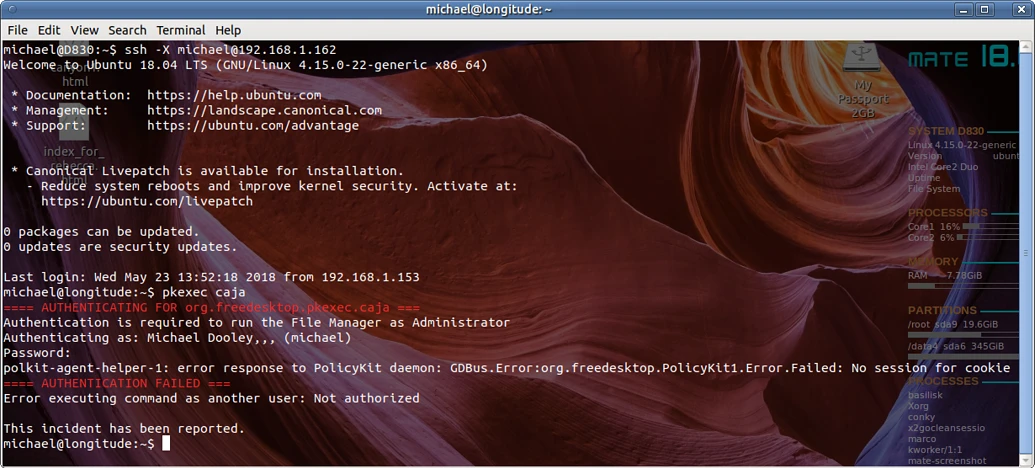 michael@longitude: ~
File Edit View Search Terminal Help
michael@D830:~$ ssh -X michael@192.168.1.162
Welcome to Ubuntu 18.04 LTS (GNU/Linux 4.15.0-22-generic x86_64)
* Documentation: https://help.ubuntu.com
* Management: https://landscape.canonical.com
* Support: https://ubuntu.com/advantage
* Canonical Livepatch is available for installation.
- Reduce system reboots and improve kernel security. Activate at:
https://ubuntu.com/livepatch
0 packages can be updated.
0 updates are security updates.
Last login: Wed May 23 13:52:18 2018 from 192.168.1.153
michael@longitude:~$ pkexec caja
==== AUTHENTICATING FOR org.freedesktop.pkexec.caja ===
Authentication is required to run the File Manager as Administrator
Authenticating as: Michael Dooley,,, (michael)
Password:
polkit-agent-helper-1: error response to PolicyKit daemon: GDBus.Error:org.freedesktop.PolicyKit1.Error.Failed: No session for cookie
==== AUTHENTICATION FAILED ===
Error executing command as another user: Not authorized
This incident has been reported.
michael@longitude:~$
html
index_for_
html
My
Passport
2GB
MATE 18.
SYSTEM D830
Linux 4.15.0-22-generic
Version ubunt
Intel Core2 Duo
Uptime
File System
PROCESSORS
Core1 16%
Core2 6%
MEMORY
RAM 7.78GiB
PARTITIONS
/root sda9 19.6GiB
/data4 sda6 345GiB
PROCESSES
basilisk
Xorg
conky
x2gocleansessio
marco
kworker/1:1
mate-screenshot